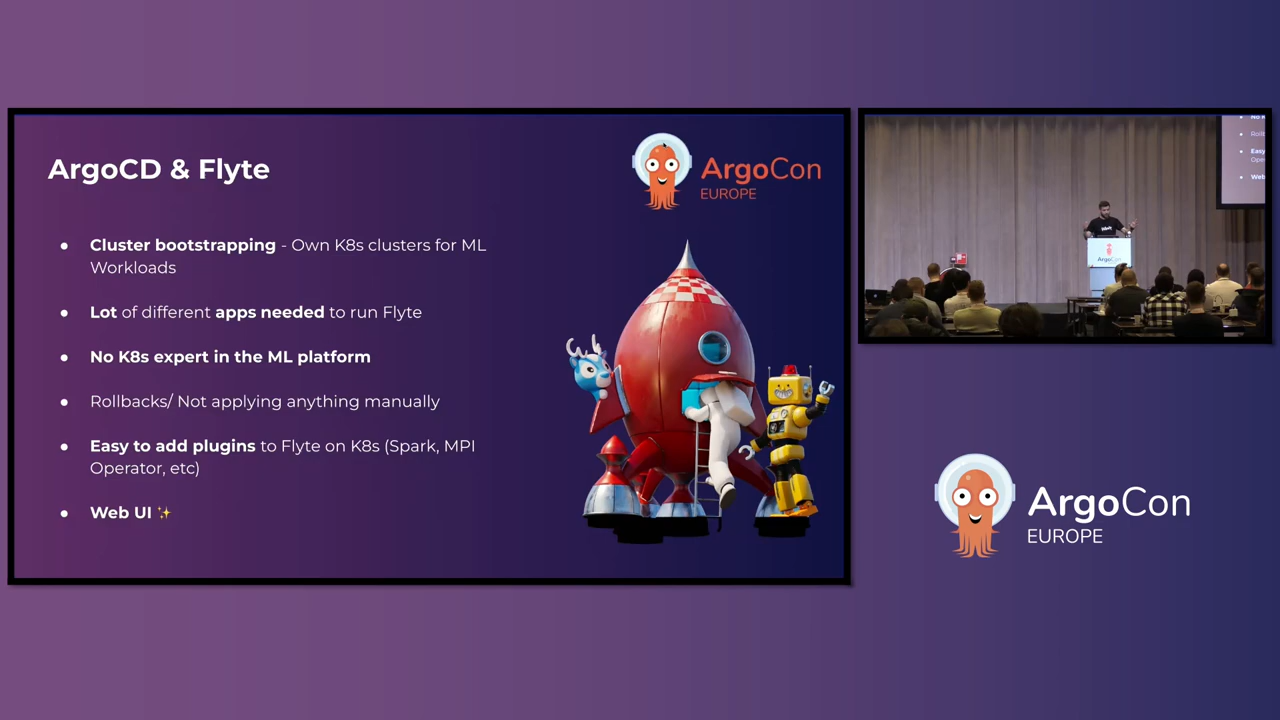 ArgoCD & Flyte
ArgoCon
EUROPE
● Cluster bootstrapping - Own K8s clusters for ML
Workloads
● Lot of different apps needed to run Flyte
● No K8s expert in the ML platform
● Rollbacks/ Not applying anything manually
● Easy to add plugins to Flyte on K8s (Spark, MPI
Operator, etc)
● Web UI ✨
ArgoCon
ArgoCon
EUROPE